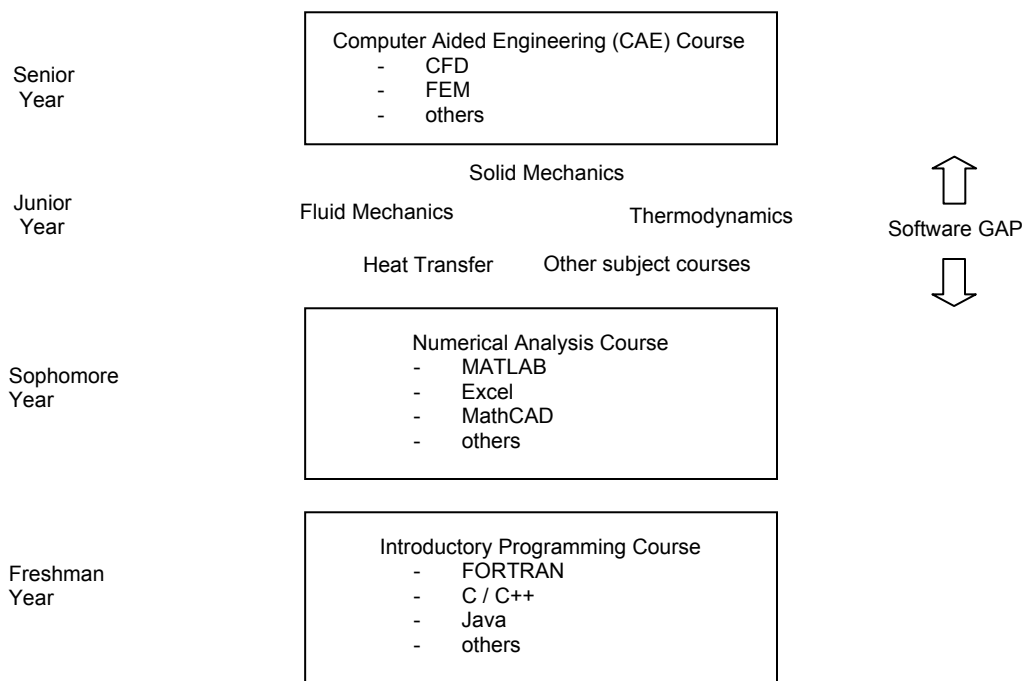 Computer Aided Engineering (CAE) Course
- CFD
- FEM
- others
Senior
Year
Solid Mechanics
Junior
Year
Fluid Mechanics
Thermodynamics
Software GAP
Heat Transfer
Other subject courses
Numerical Analysis Course
- MATLAB
- Excel
- MathCAD
- others
Sophomore
Year
Introductory Programming Course
- FORTRAN
- C / C++
- Java
- others
Freshman
Year